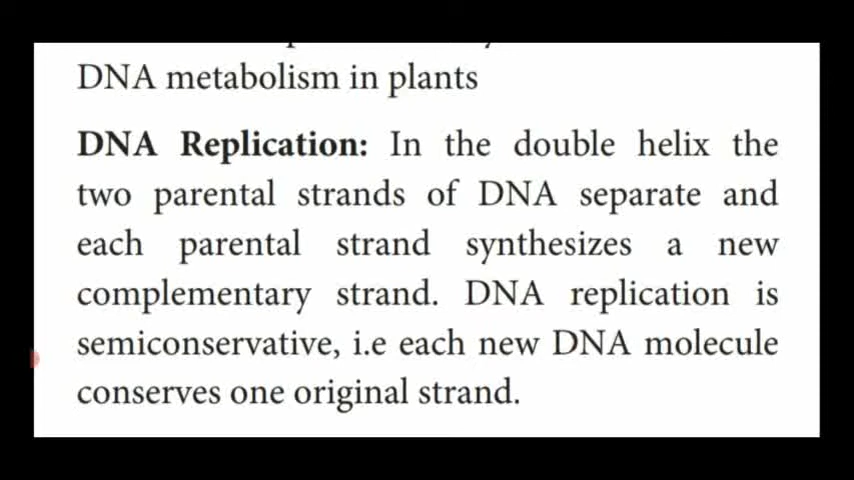 DNA metabolism in plants
DNA Replication: In the double helix the
two parental strands of DNA separate and
each parental strand synthesizes a new
complementary strand. DNA replication is
semiconservative, i.e each new DNA molecule
conserves one original strand.